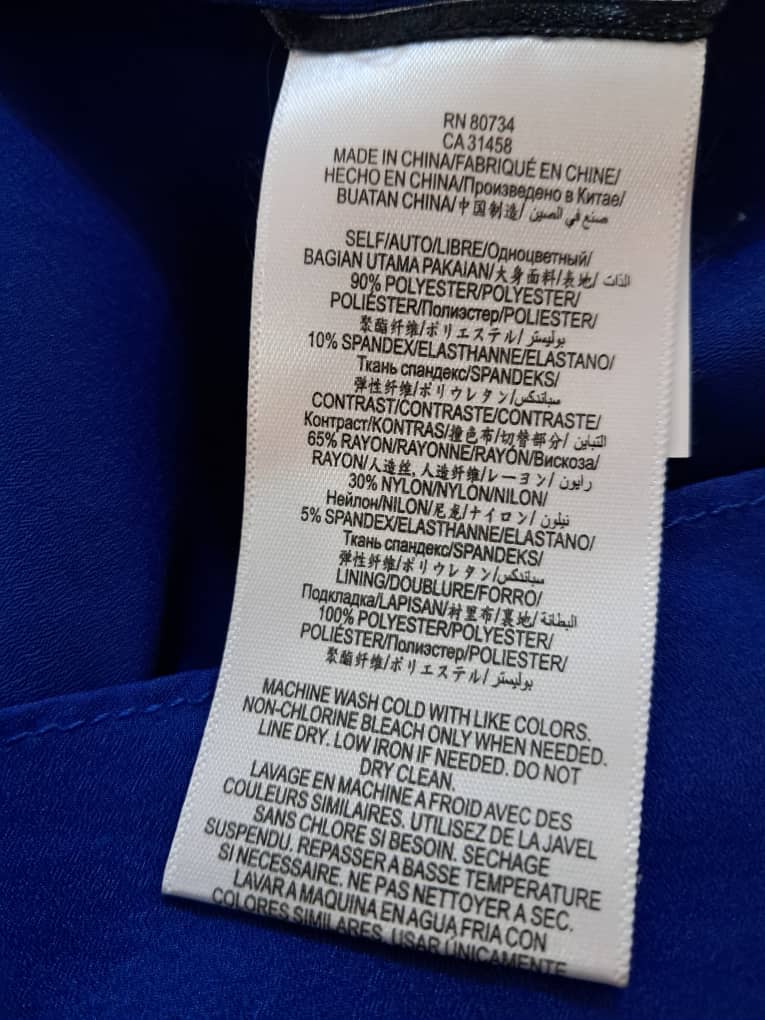 RN 80734
CA 31458
MADE IN CHINA/FABRIQUÉ EN CHINE/
HECHO EN CHINA/Произведено в Китае/
BUATAN CHINA/中国制造/ صنع في الصين
SELF/AUTO/LIBRE/Одноцветный/
BAGIAN UTAMA PAKAIAN/大身面料/表地/ الذات
90% POLYESTER/POLYESTER/
POLIÉSTER/Полиэстер/POLIESTER/
聚酯纤维/ポリエステル/ بوليستر
10% SPANDEX/ELASTHANNE/ELASTANO/
Ткань спандекс/SPANDEKS/
弹性纤维/ポリウレタン/سباندكس
CONTRAST/CONTRASTE/CONTRASTE/
Контраст/KONTRAS/撞色布/切替部分/ التباين
65% RAYON/RAYONNE/RAYÓN/Вискоза/
RAYON/人造丝, 人造纤维/レーヨン/ رايون
30% NYLON/NYLON/NILON/
Нейлон/NILON/尼龙/ナイロン/ نيلون
5% SPANDEX/ELASTHANNE/ELASTANO/
Ткань спандекс/SPANDEKS/
弹性纤维/ポリウレタン/سباندكس
LINING/DOUBLURE/FORRO/
Подкладка/LAPISAN/村里布/裏地/ البطانة
100% POLYESTER/POLYESTER/
POLIÉSTER/Полиэстер/POLIESTER/
聚酯纤维/ポリエステル/ بوليستر
MACHINE WASH COLD WITH LIKE COLORS.
NON-CHLORINE BLEACH ONLY WHEN NEEDED.
LINE DRY. LOW IRON IF NEEDED. DO NOT
DRY CLEAN.
LAVAGE EN MACHINE A FROID AVEC DES
COULEURS SIMILAIRES. UTILISEZ DE LA JAVEL
SANS CHLORE SI BESOIN. SECHAGE
SUSPENDU. REPASSER A BASSE TEMPERATURE
SI NECESSAIRE. NE PAS NETTOYER A SEC.
LAVAR A MAQUINA EN AGUA FRIA CON
COLORES SIMILARES. USAR ÚNICAMENTE